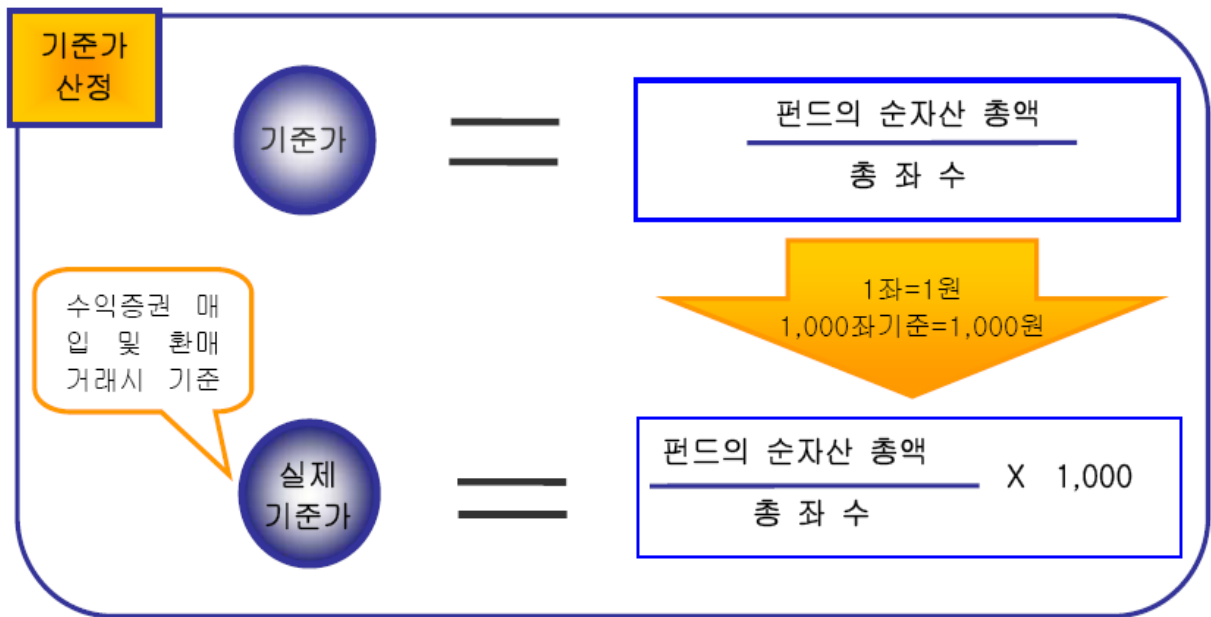 기준가
산정
기준가
펀드의 순자산 총액
총 좌 수
1좌=1원
1,000좌기준=1,000원
수익증권 매
입 및 환매
거래시 기준
실제
기준가
펀드의 순자산 총액
총 좌 수
X 1,000